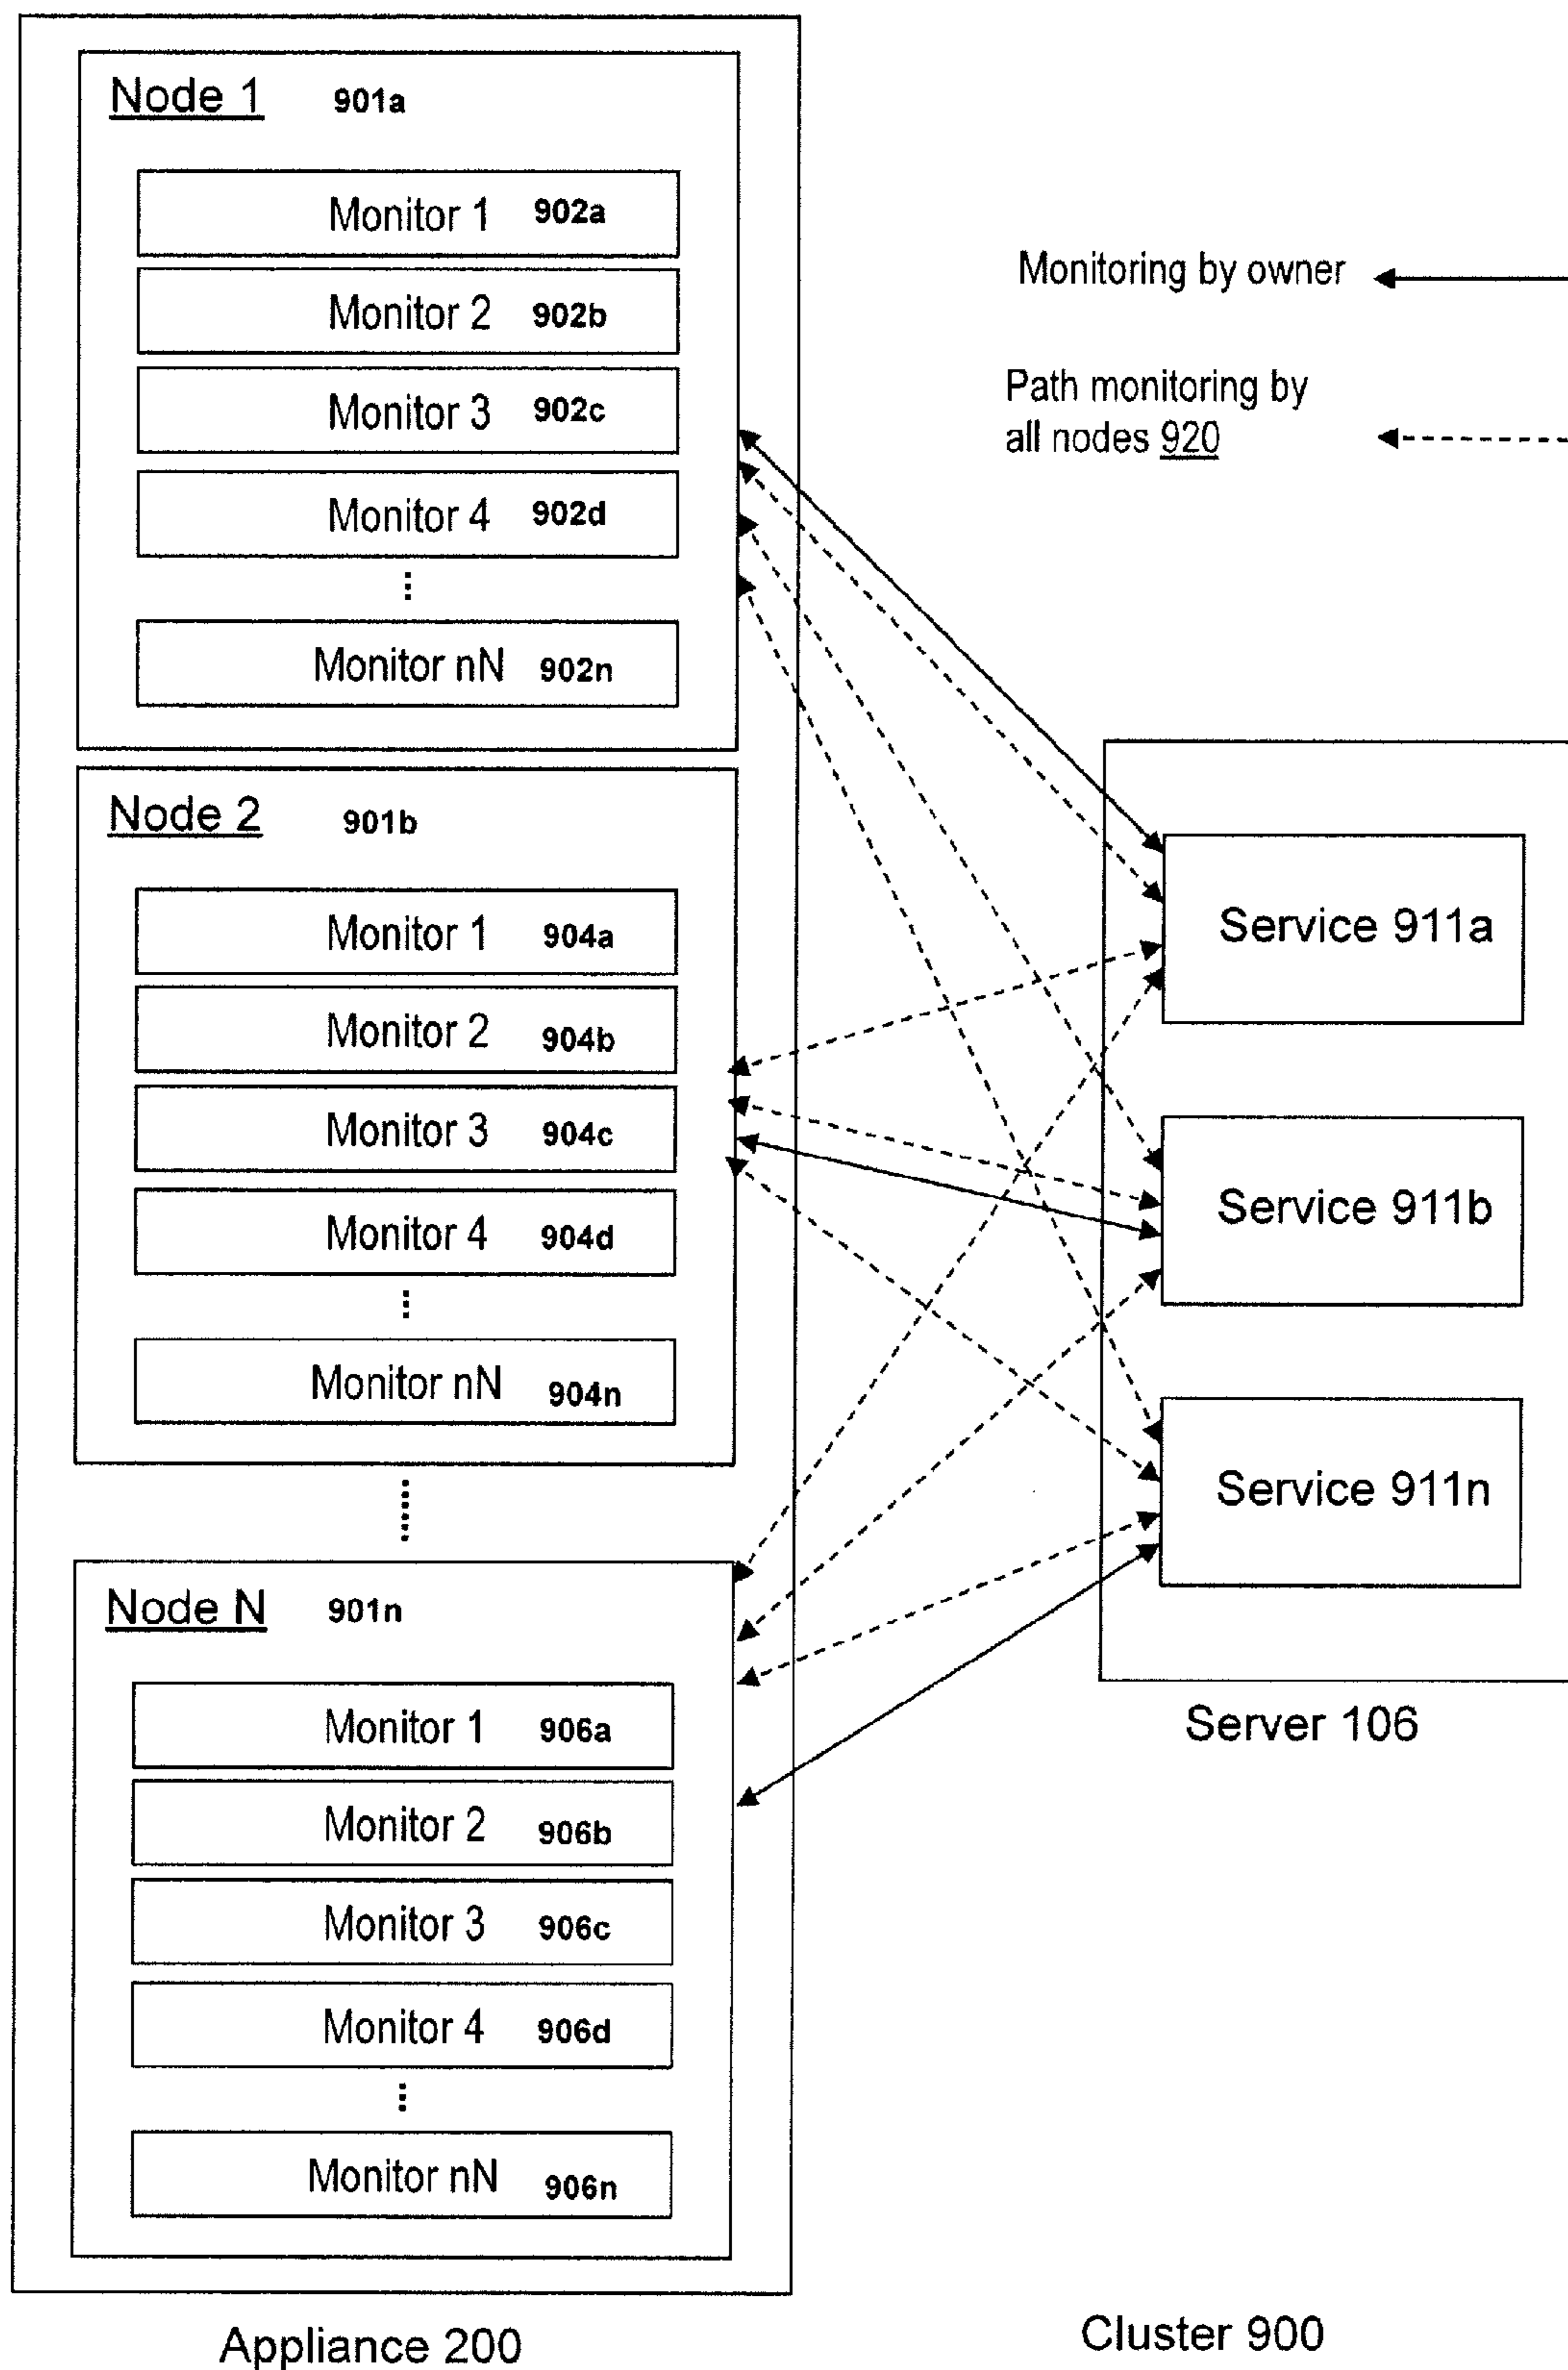 Node 1 901a
Monitor 1 902a
Monitor 2 902b
Monitor 3 902c
Monitor 4 902d
Monitor nN 902n
Monitoring by owner
Path monitoring by
all nodes 920
Node 2 901b
Monitor 1 904a
Monitor 2 904b
Monitor 3 904c
Monitor 4 904d
Monitor nN 904n
Service 911a
Service 911b
Service 911n
Server 106
Node N 901n
Monitor 1 906a
Monitor 2 906b
Monitor 3 906c
Monitor 4 906d
Monitor nN 906n
Appliance 200
Cluster 900